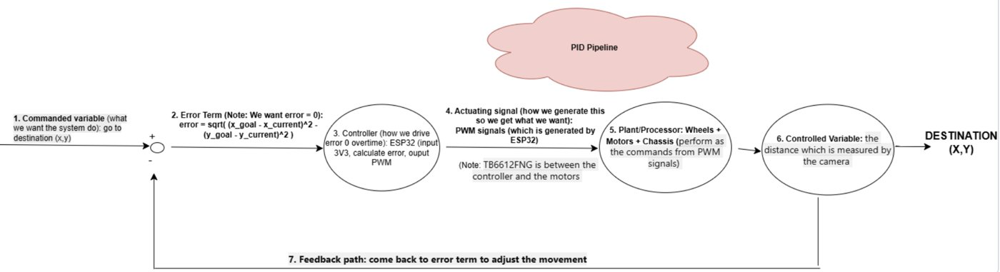 PID Pipeline
1. Commanded variable (what
we want the system do): go to
destination (x,y)
+
-
2. Error Term (Note: We want error = 0):
error = sqrt( (x_goal - x_current)^2 -
(y_goal - y_current)^2 )
3. Controller (how we drive
error 0 overtime): ESP32 (input
3V3, calculate error, ouput
PWM
4. Actuating signal (how we generate this
so we get what we want):
PWM signals (which is generated by
ESP32)
(Note: TB6612FNG is between the
controller and the motors
5. Plant/Processor: Wheels +
Motors + Chassis (perform as
the commands from PWM
signals)
6. Controlled Variable: the
distance which is measured by
the camera
DESTINATION
(X,Y)
7. Feedback path: come back to error term to adjust the movement